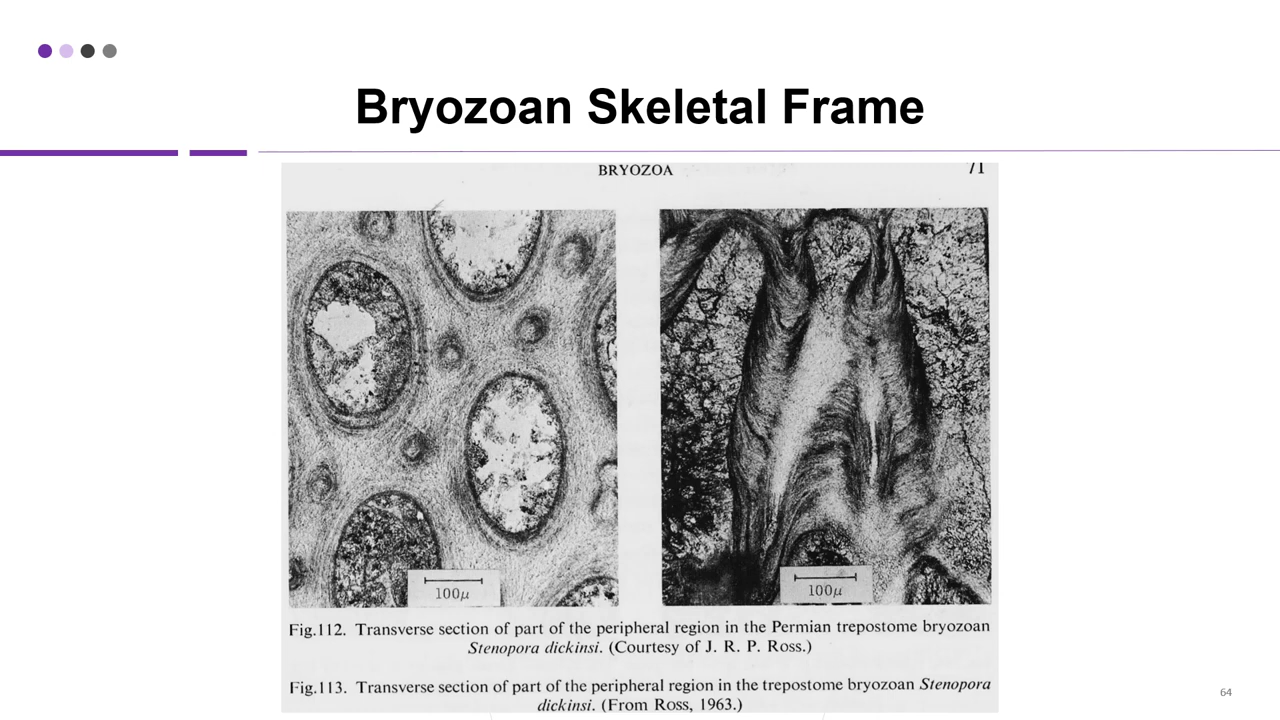 Bryozoan Skeletal Frame
BRYOZOA 71
100μ
100μ
Fig.112. Transverse section of part of the peripheral region in the Permian trepostome bryozoan
Stenopora dickinsi. (Courtesy of J. R. P. Ross.)
Fig.113. Transverse section of part of the peripheral region in the trepostome bryozoan Stenopora
dickinsi. (From Ross, 1963.)
64